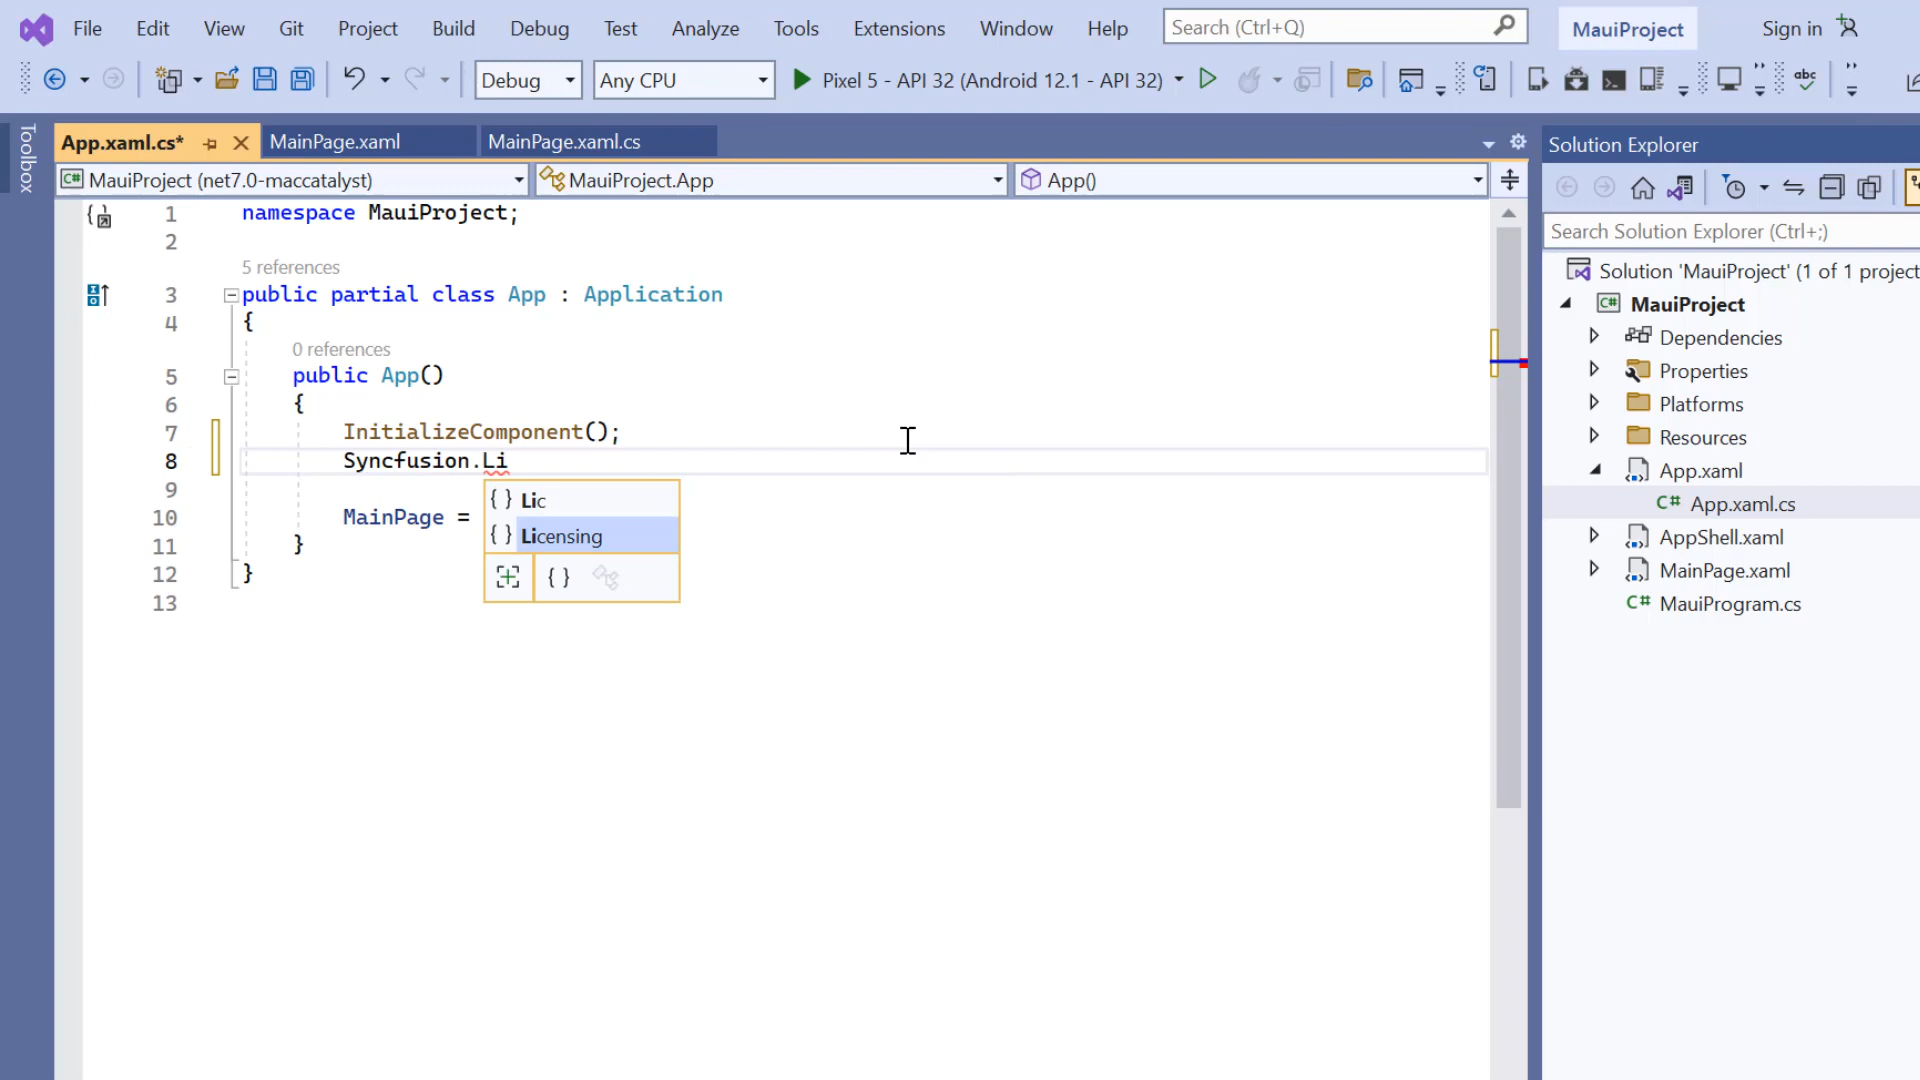 File Edit View Git Project Build Debug Test Analyze Tools Extensions Window Help Search (Ctrl+Q) MauiProject Sign in
Debug Any CPU Pixel 5 - API 32 (Android 12.1 - API 32) abc
Toolbox
App.xaml.cs* MainPage.xaml MainPage.xaml.cs
MauiProject (net7.0-maccatalyst) MauiProject.App App()
1 namespace MauiProject;
2
5 references
3 public partial class App : Application
4 {
0 references
5 public App()
6 {
7 InitializeComponent();
8 Syncfusion.Li
9
10 MainPage =
11 }
12 }
13
{ } Lic
{ } Licensing
{ }
Solution Explorer
Search Solution Explorer (Ctrl+;)
Solution 'MauiProject' (1 of 1 project
C# MauiProject
Dependencies
Properties
Platforms
Resources
App.xaml
C# App.xaml.cs
AppShell.xaml
MainPage.xaml
C# MauiProgram.cs